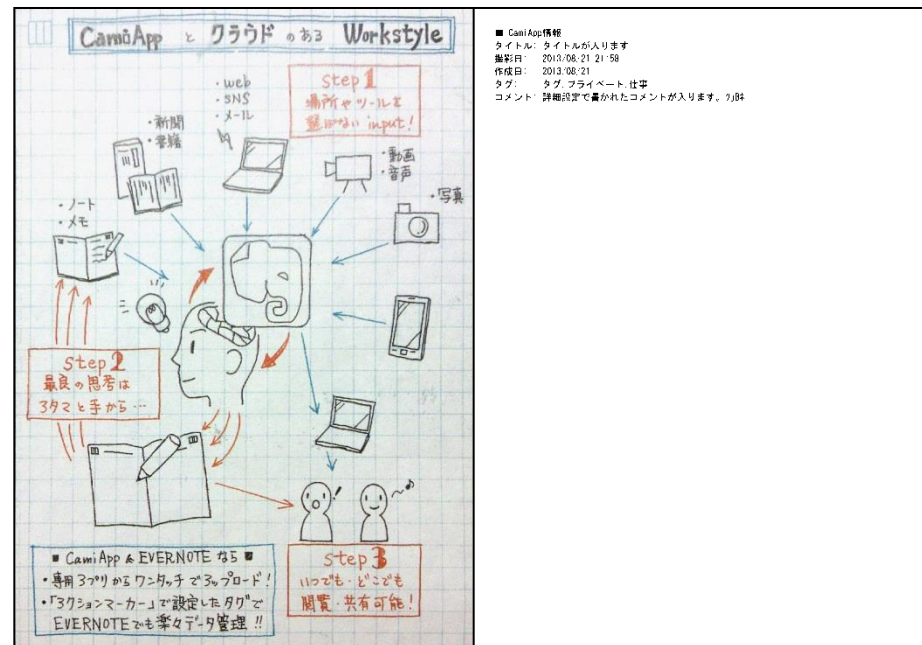 CamiApp と クラウド のある Workstyle
Step 1
場所やツールを
選ばない input!
・web
・SNS
・メール
・新聞
・書籍
・動画
・音声
・写真
・ノート
・メモ
Step 2
最良の思考は
アタマと手から…
■ CamiApp & EVERNOTE なら ■
・専用アプリからワンタッチでアップロード!
・「アクションマーカー」で設定したタグで
EVERNOTEでも楽々データ管理!!
Step 3
いつでも・どこでも
閲覧・共有可能!
■ CamiApp情報
タイトル: タイトルが入ります
撮影日: 2013/08/21 21:58
作成日: 2013/08/21
タグ: タグ,プライベート,仕事
コメント: 詳細設定で書かれたコメントが入ります。